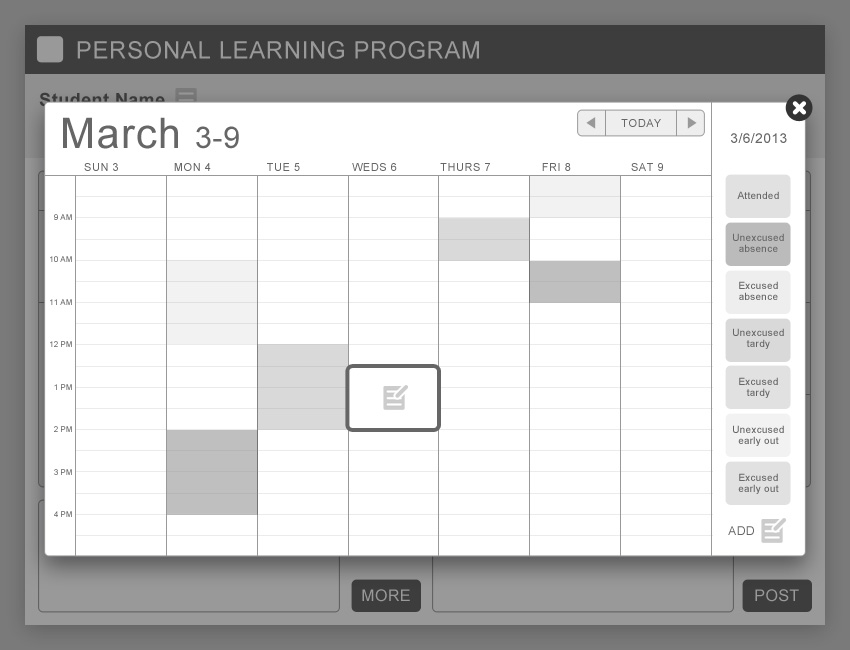 PERSONAL LEARNING PROGRAM
Student Name
March 3-9
TODAY
3/6/2013
SUN 3
MON 4
TUE 5
WEDS 6
THURS 7
FRI 8
SAT 9
9 AM
10 AM
11 AM
12 PM
1 PM
2 PM
3 PM
4 PM
Attended
Unexcused
absence
Excused
absence
Unexcused
tardy
Excused
tardy
Unexcused
early out
Excused
early out
ADD
MORE
POST